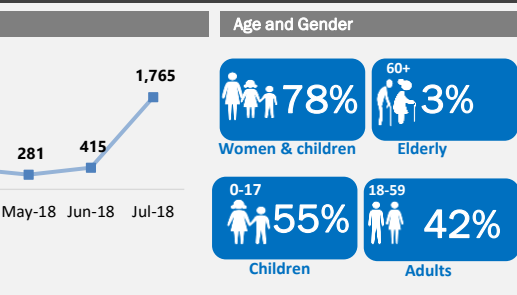 Age and Gender
1,765
415
281
May-18 Jun-18 Jul-18
78%
Women & children
60+
3%
Elderly
0-17
55%
Children
18-59
42%
Adults